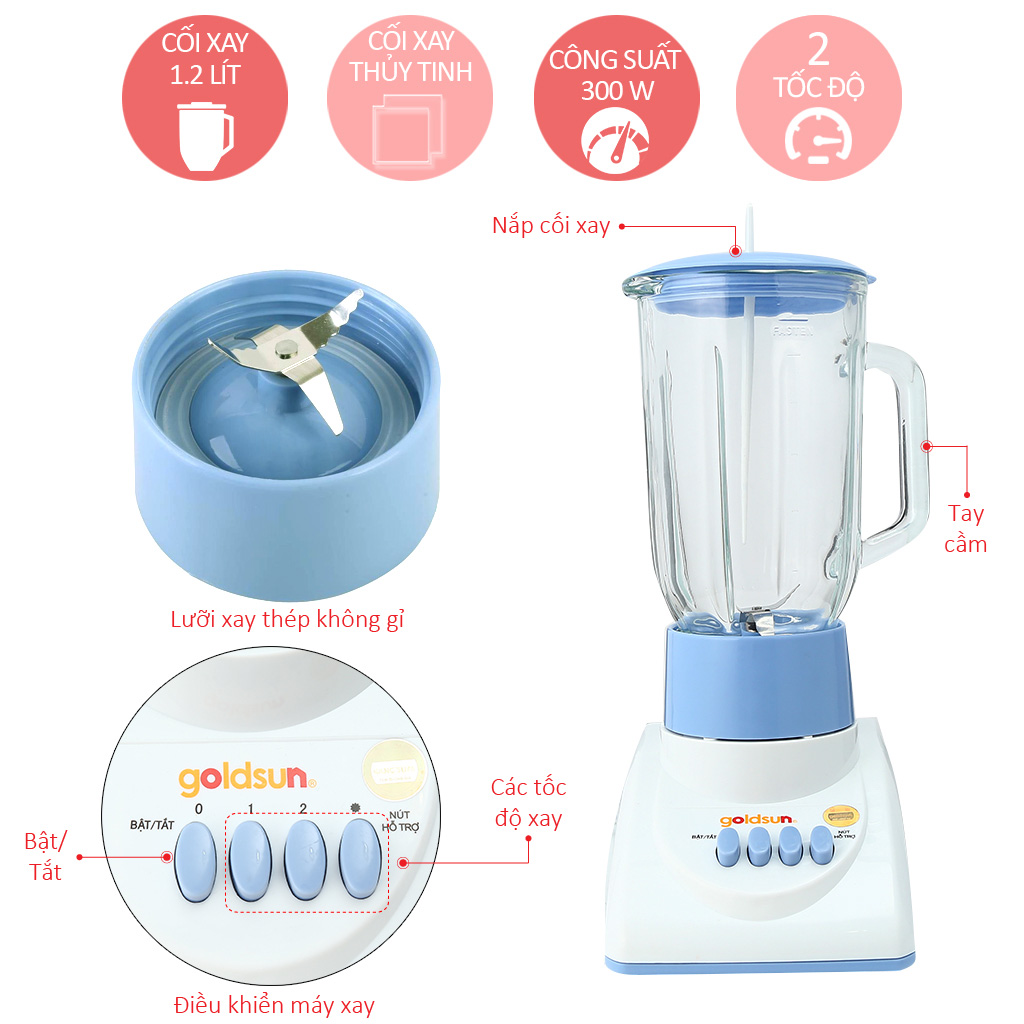 CỐI XAY
1.2 LÍT
CỐI XAY
THỦY TINH
CÔNG SUẤT
300 W
2
TỐC ĐỘ
Nắp cối xay
FASTEN
Tay
cầm
Lưỡi xay thép không gỉ
goldsun
0 1 2
BẬT/TẮT
NÚT
HỖ TRỢ
Bật/
Tắt
Các tốc
độ xay
Điều khiển máy xay
goldsun
BẬT/TẮT
NÚT
HỖ TRỢ